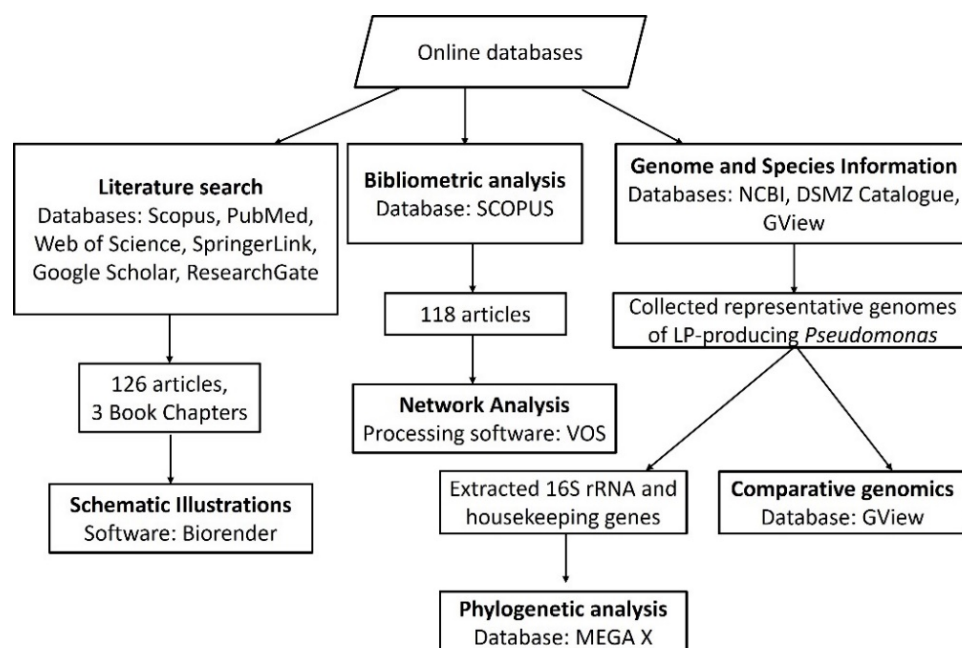 Online databases
Literature search
Databases: Scopus, PubMed,
Web of Science, SpringerLink,
Google Scholar, ResearchGate
126 articles,
3 Book Chapters
Schematic Illustrations
Software: Biorender
Bibliometric analysis
Database: SCOPUS
118 articles
Network Analysis
Processing software: VOS
Genome and Species Information
Databases: NCBI, DSMZ Catalogue,
GView
Collected representative genomes
of LP-producing Pseudomonas
Extracted 16S rRNA and
housekeeping genes
Phylogenetic analysis
Database: MEGA X
Comparative genomics
Database: GView